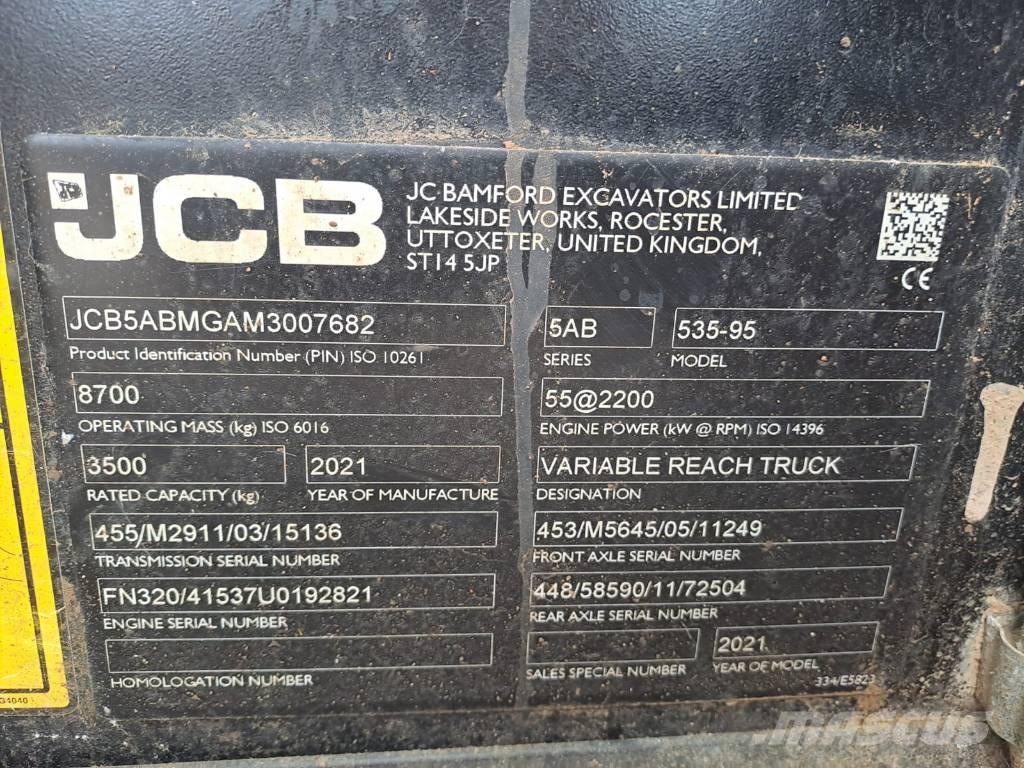 JCB
JC BAMFORD EXCAVATORS LIMITED
LAKESIDE WORKS, ROCESTER,
UTTOXETER, UNITED KINGDOM,
ST14 5JP
CE
JCB5ABMGAM3007682
Product Identification Number (PIN) ISO 10261
5AB
SERIES
535-95
MODEL
8700
OPERATING MASS (kg) ISO 6016
55@2200
ENGINE POWER (kW @ RPM) ISO 14396
3500
RATED CAPACITY (kg)
2021
YEAR OF MANUFACTURE
VARIABLE REACH TRUCK
DESIGNATION
455/M2911/03/15136
TRANSMISSION SERIAL NUMBER
453/M5645/05/11249
FRONT AXLE SERIAL NUMBER
FN320/41537U0192821
ENGINE SERIAL NUMBER
448/58590/11/72504
REAR AXLE SERIAL NUMBER
HOMOLOGATION NUMBER
SALES SPECIAL NUMBER
2021
YEAR OF MODEL
334/E5823
mascus